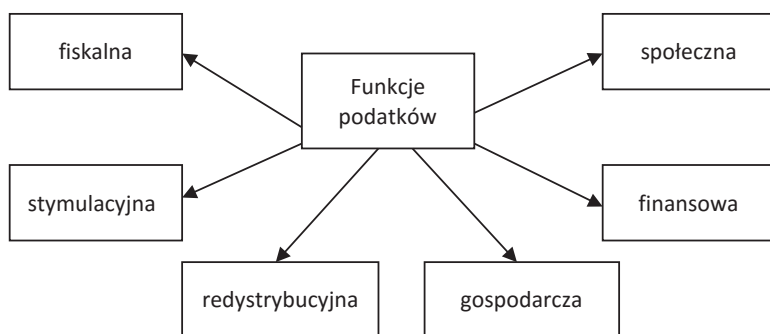 fiskalna
Funkcje
podatków
społeczna
stymulacyjna
finansowa
redystrybucyjna
gospodarcza